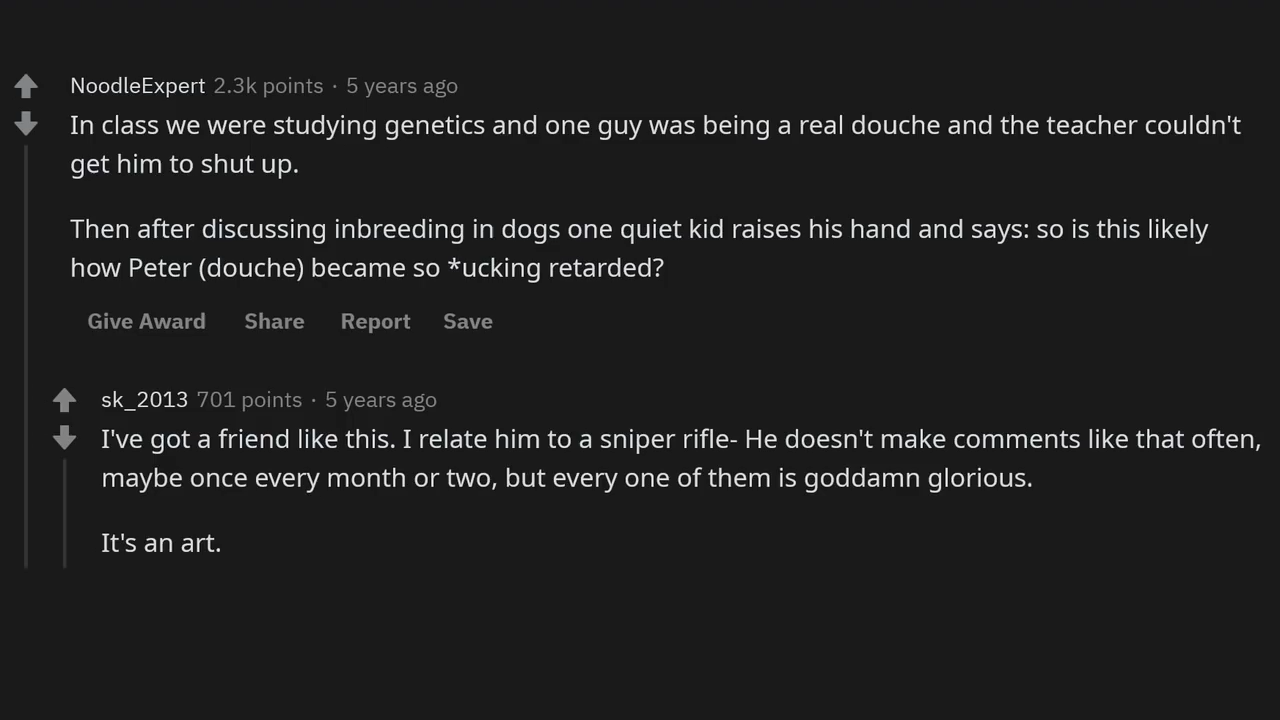 NoodleExpert 2.3k points · 5 years ago
In class we were studying genetics and one guy was being a real douche and the teacher couldn't
get him to shut up.
Then after discussing inbreeding in dogs one quiet kid raises his hand and says: so is this likely
how Peter (douche) became so *ucking retarded?
Give Award Share Report Save
sk_2013 701 points · 5 years ago
I've got a friend like this. I relate him to a sniper rifle- He doesn't make comments like that often,
maybe once every month or two, but every one of them is goddamn glorious.
It's an art.